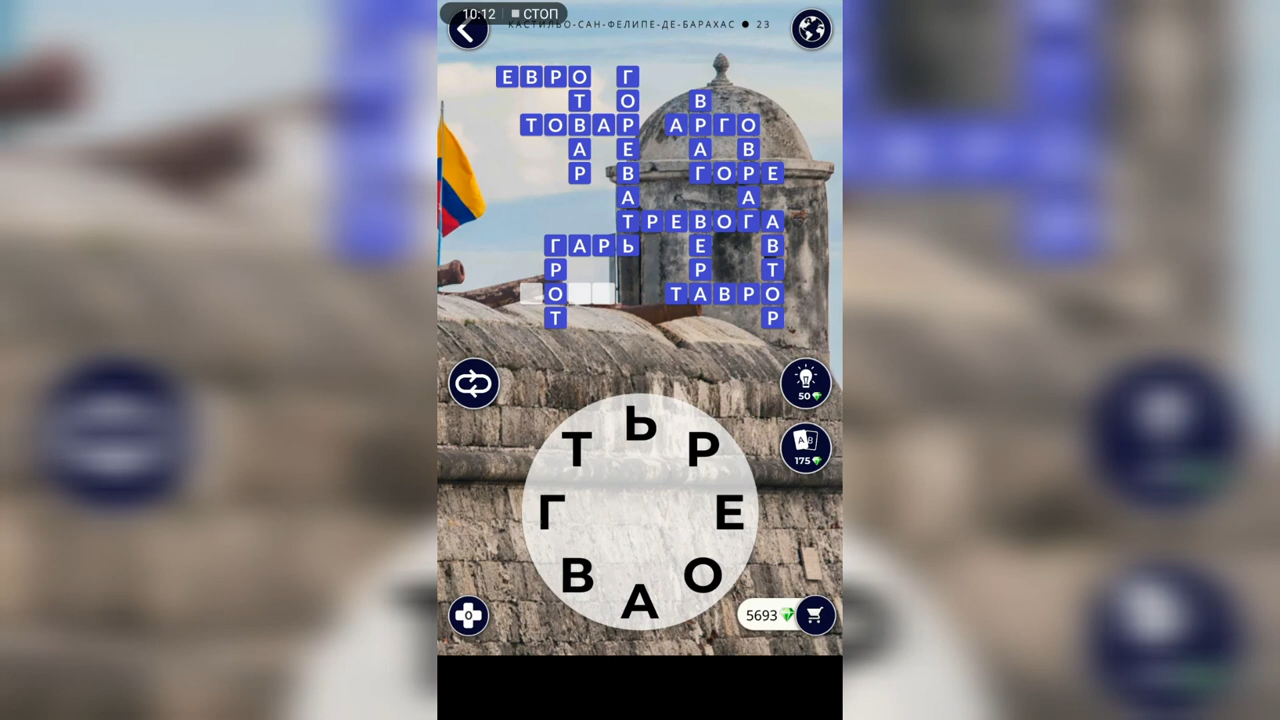 10:12 СТОП
КАСТИЛЬО-САН-ФЕЛИПЕ-ДЕ-БАРАХАС ● 23
ЕВРО Г
Т О В
ТОВАР АРГО
А Е А В
Р В ГОРЕ
А А
ТРЕВОГА
ГАРЬ Е В
Р Р Т
О ТАВРО
Т Р
50
175
Ь
Т Р
Г Е
В О
А
0
5693